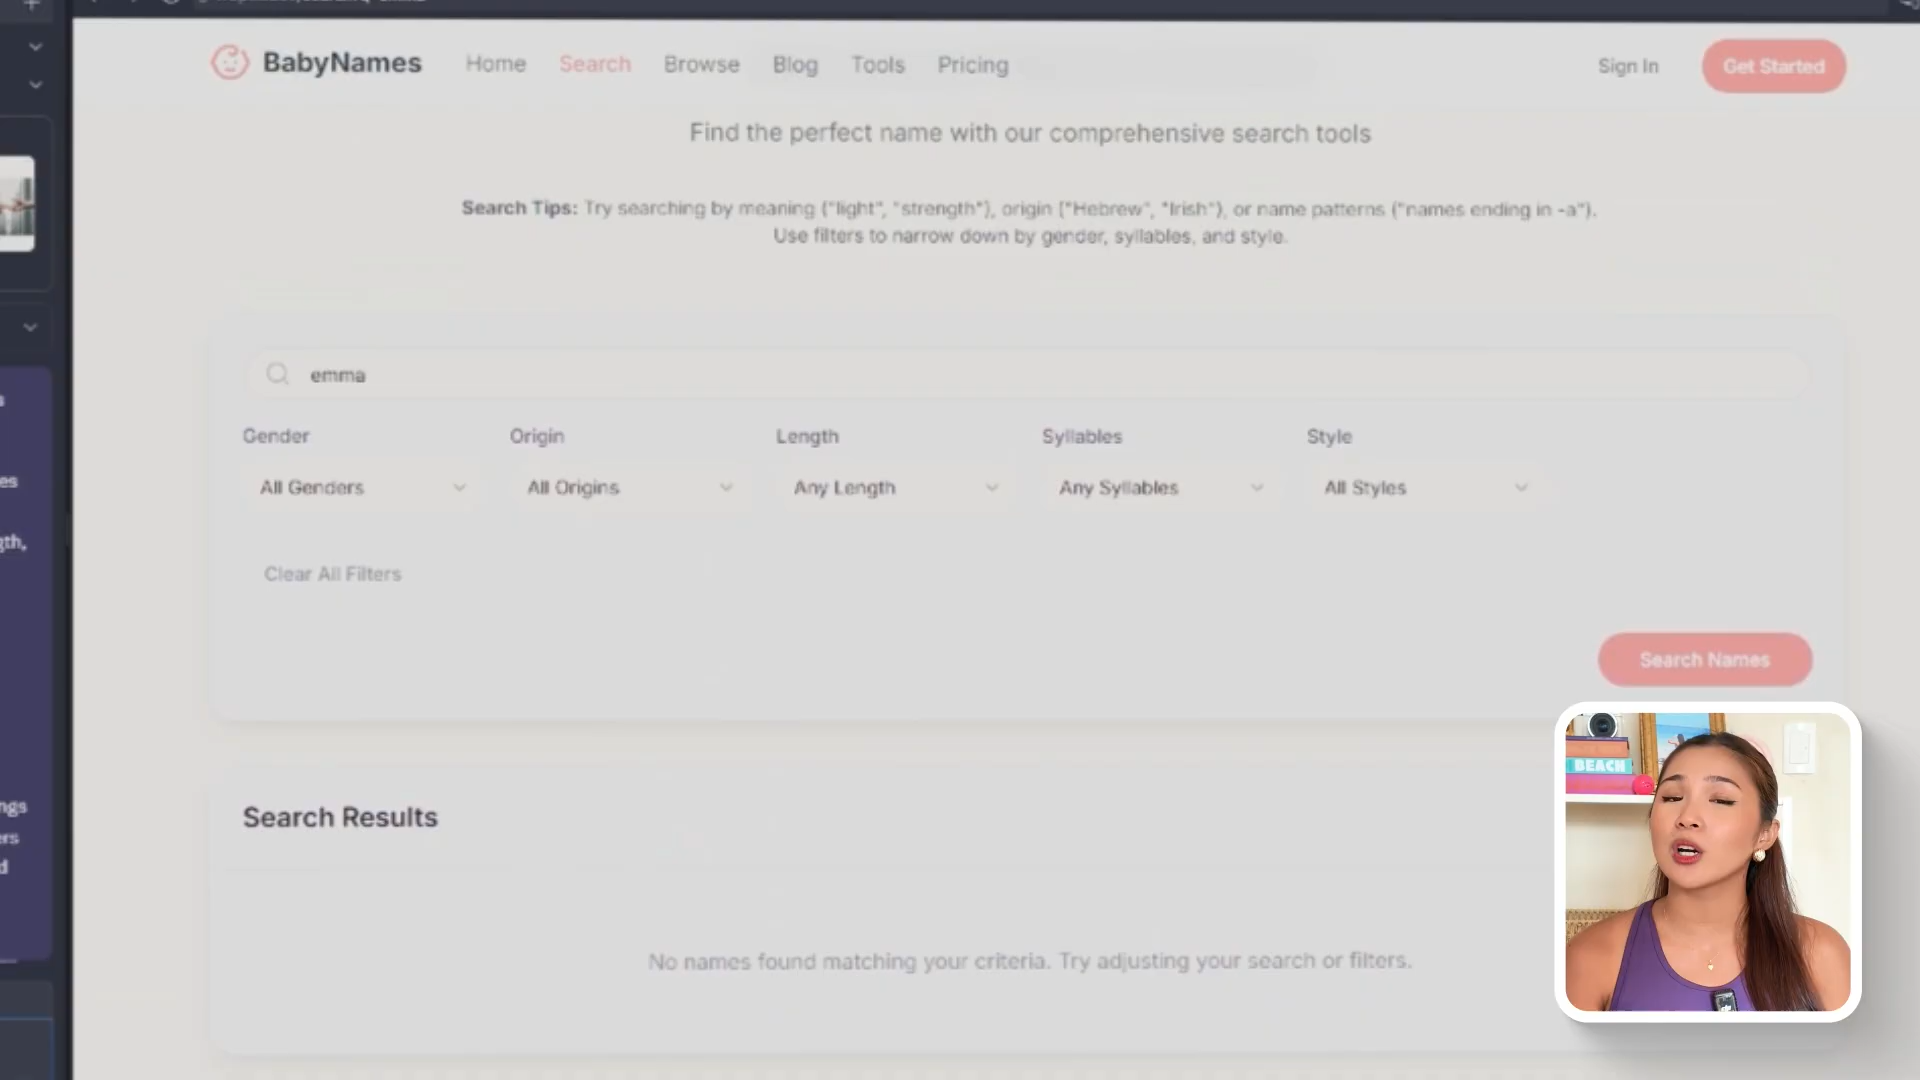 BabyNames
Home
Search
Browse
Blog
Tools
Pricing
Sign In
Get Started
Find the perfect name with our comprehensive search tools
Search Tips: Try searching by meaning ("light", "strength"), origin ("Hebrew", "Irish"), or name patterns ("names ending in -a").
Use filters to narrow down by gender, syllables, and style.
emma
Gender
Origin
Length
Syllables
Style
All Genders
All Origins
Any Length
Any Syllables
All Styles
Clear All Filters
Search Names
BEACH
Search Results
No names found matching your criteria. Try adjusting your search or filters.